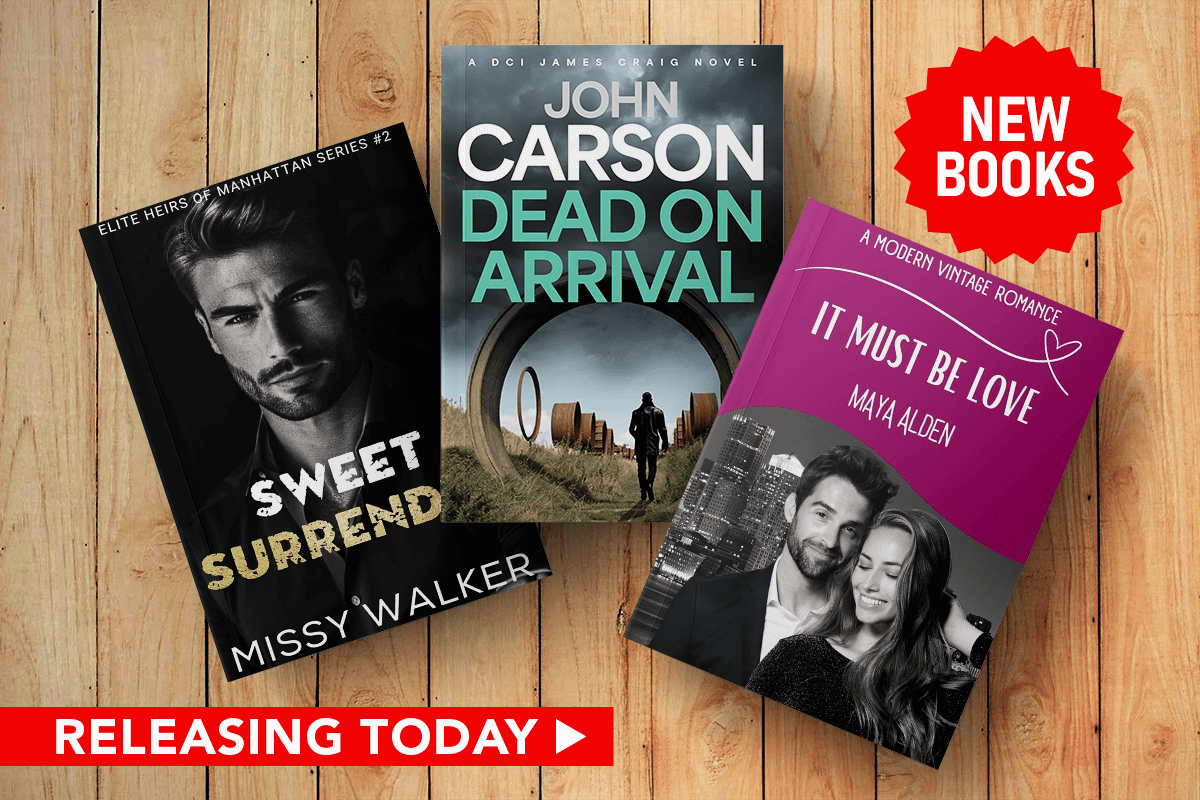 ELITE HEIRS OF MANHATTAN SERIES #2
SWEET
SURREND
MISSY WALKER
A DCI JAMES CRAIG NOVEL
JOHN
CARSON
DEAD ON
ARRIVAL
A MODERN VINTAGE ROMANCE
IT MUST BE LOVE
MAYA ALDEN
NEW
BOOKS
RELEASING TODAY